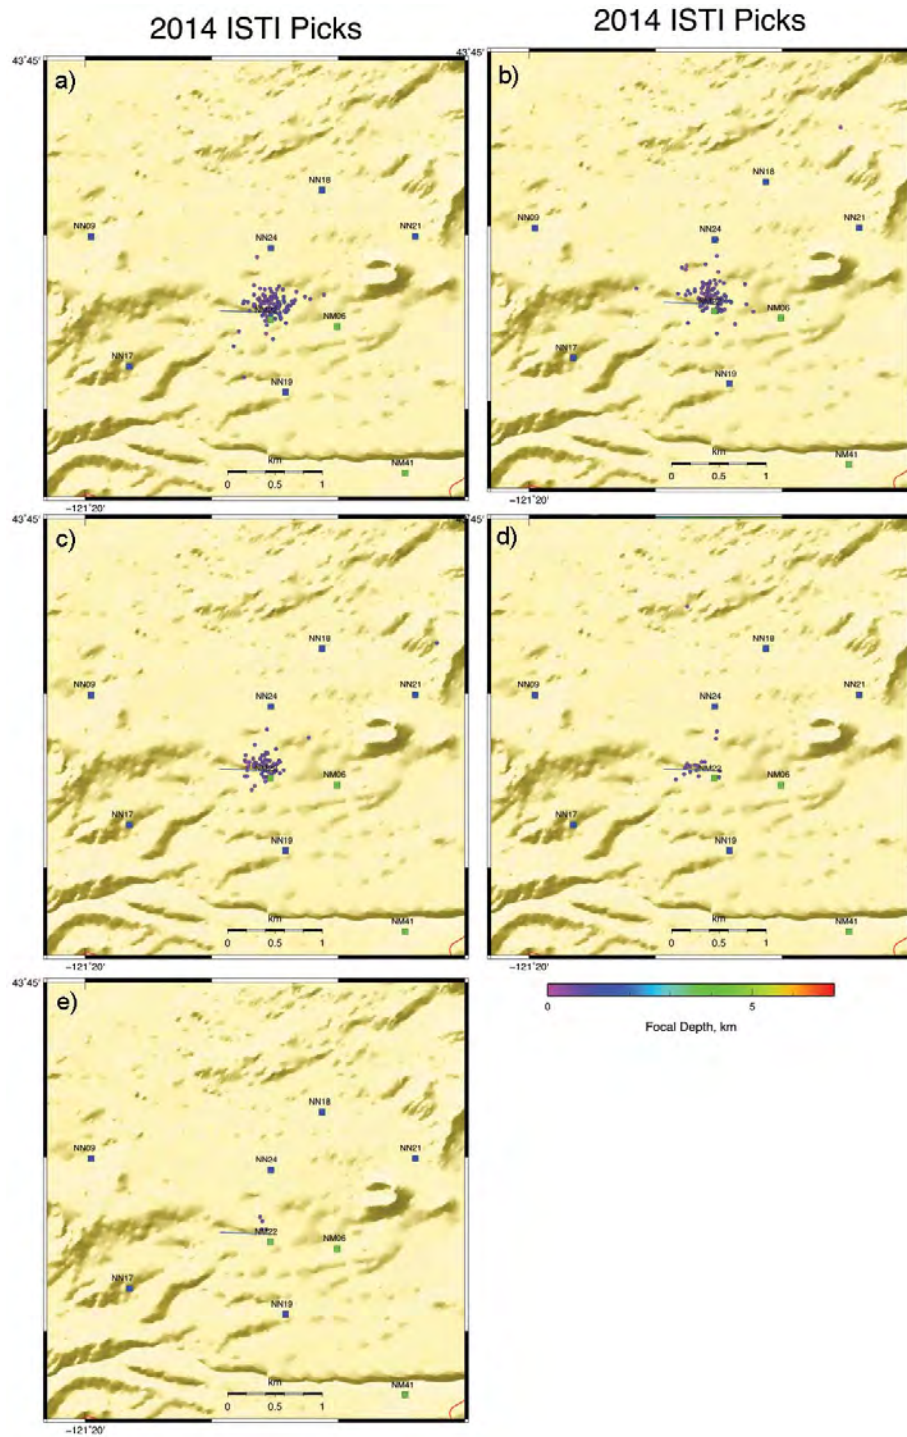 2014 ISTI Picks
2014 ISTI Picks
43°45'
a)
NN18
NN09
NN21
NN24
NM06
NN17
NN19
km
0 0.5 1
NM41
−121°20'
b)
NN18
NN09
NN21
NN24
NM06
NN17
NN19
km
0 0.5 1
NM41
43°45'
c)
NN18
NN09
NN21
NN24
NM06
NN17
NN19
km
0 0.5 1
NM41
−121°20'
d)
NN18
NN09
NN21
NN24
NM22
NM06
NN17
NN19
km
0 0.5 1
NM41
43°45'
e)
NN18
NN09
NN21
NN24
NM22
NM06
NN17
NN19
km
0 0.5 1
NM41
−121°20'
0 5
Focal Depth, km